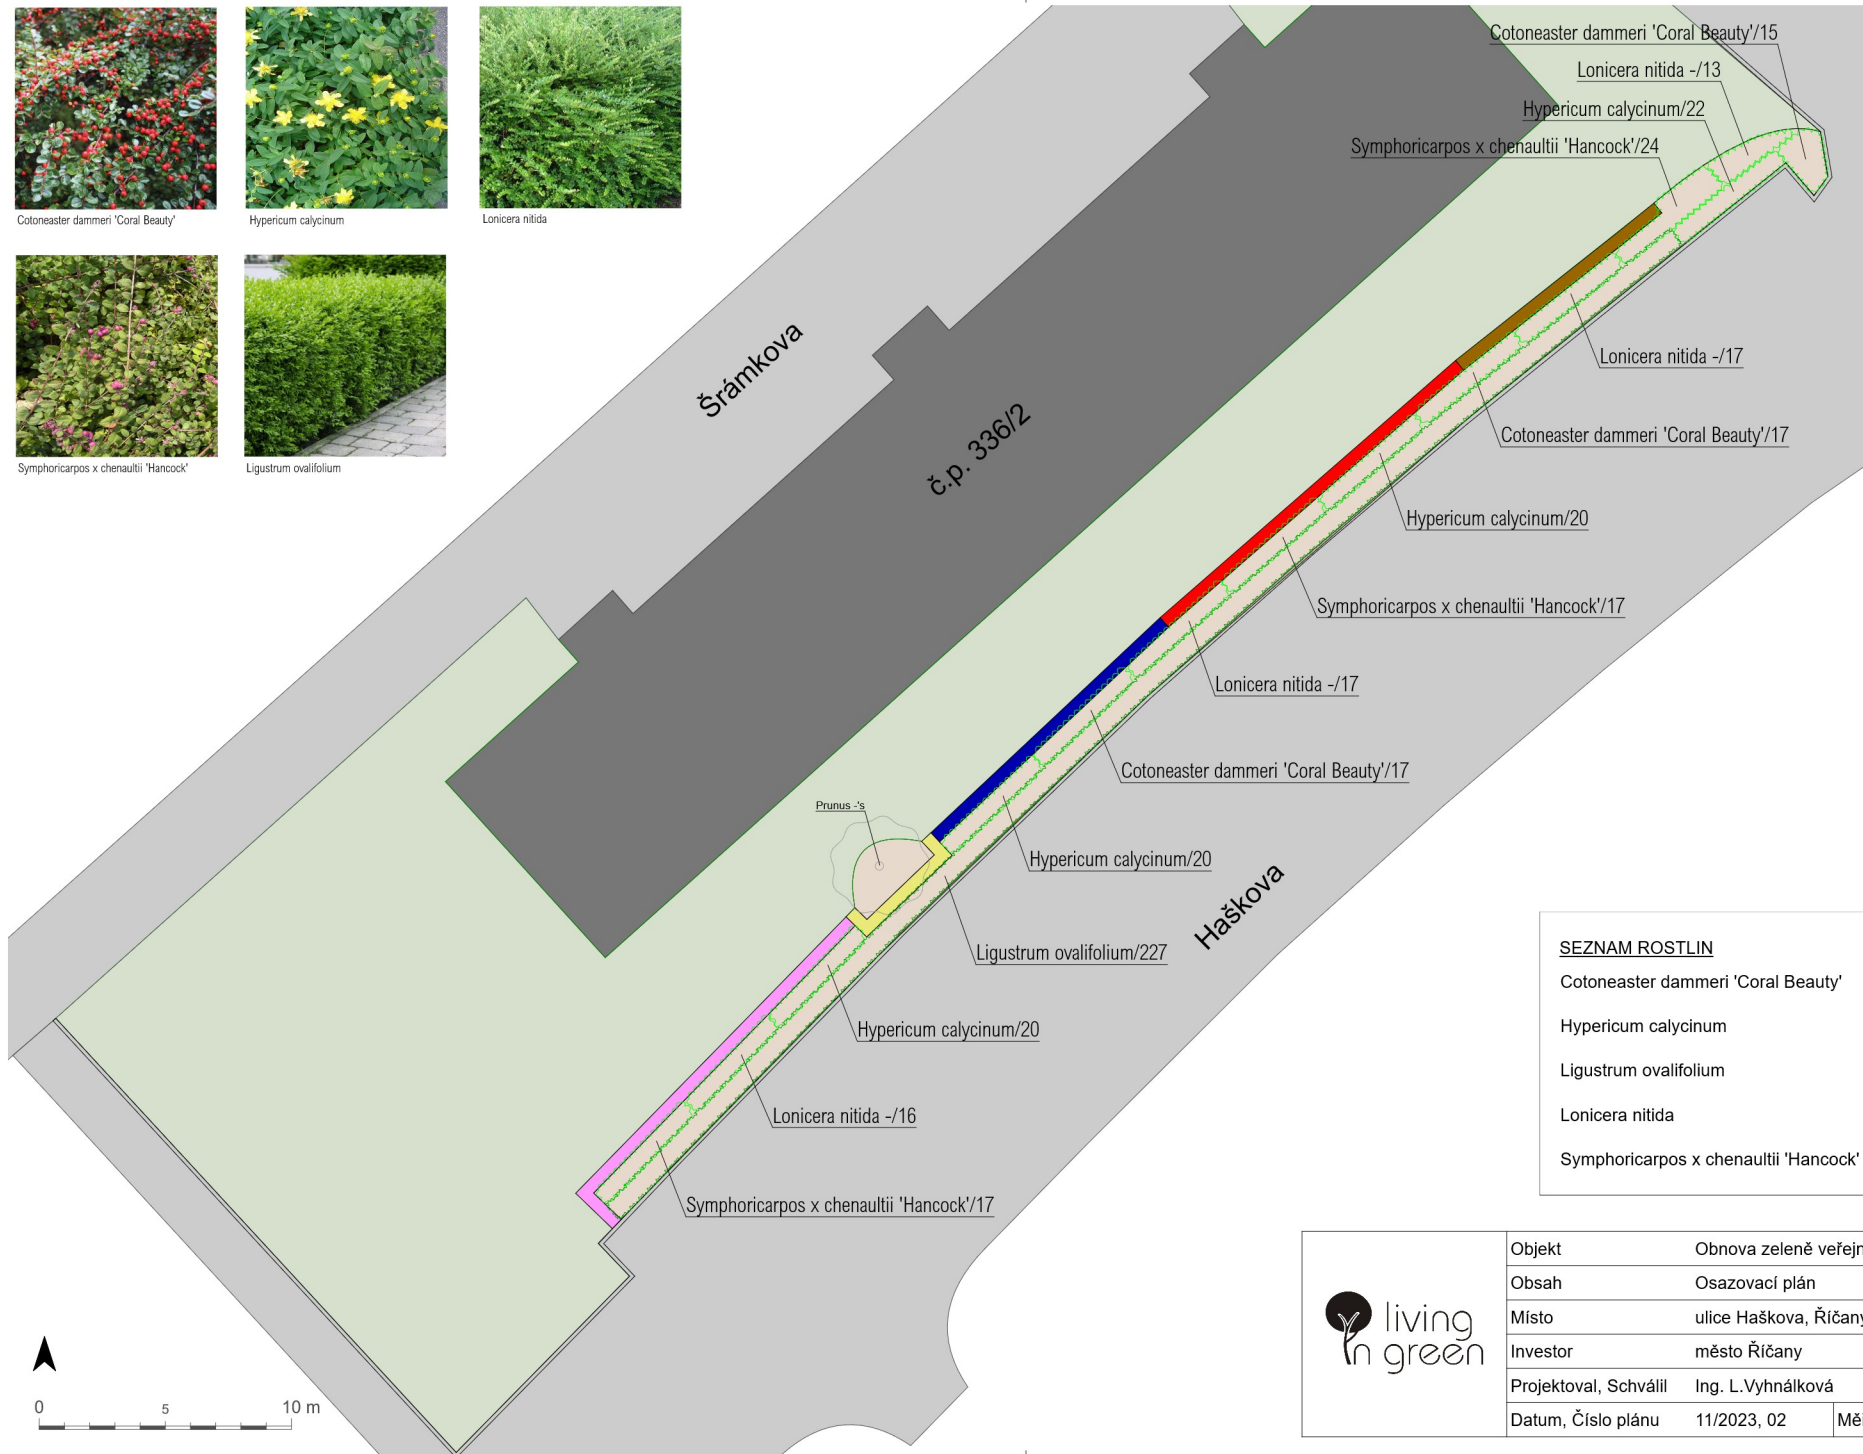 Cotoneaster dammeri 'Coral Beauty'
Hypericum calycinum
Lonicera nitida
Symphoricarpos x chenaultii 'Hancock'
Ligustrum ovalifolium
Cotoneaster dammeri 'Coral Beauty'/15
Lonicera nitida -/13
Hypericum calycinum/22
Symphoricarpos x chenaultii 'Hancock'/24
Šrámkova
č.p. 336/2
Lonicera nitida -/17
Cotoneaster dammeri 'Coral Beauty'/17
Hypericum calycinum/20
Symphoricarpos x chenaultii 'Hancock'/17
Lonicera nitida -/17
Cotoneaster dammeri 'Coral Beauty'/17
Prunus -'s
Hypericum calycinum/20
Haškova
Ligustrum ovalifolium/227
Hypericum calycinum/20
Lonicera nitida -/16
Symphoricarpos x chenaultii 'Hancock'/17
SEZNAM ROSTLIN
Cotoneaster dammeri 'Coral Beauty'
Hypericum calycinum
Ligustrum ovalifolium
Lonicera nitida
Symphoricarpos x chenaultii 'Hancock'
living
in green
Objekt Obnova zeleně veřejn
Obsah Osazovací plán
Místo ulice Haškova, Říčany
Investor město Říčany
Projektoval, Schválil Ing. L.Vyhnálková
Datum, Číslo plánu 11/2023, 02
0 5 10 m